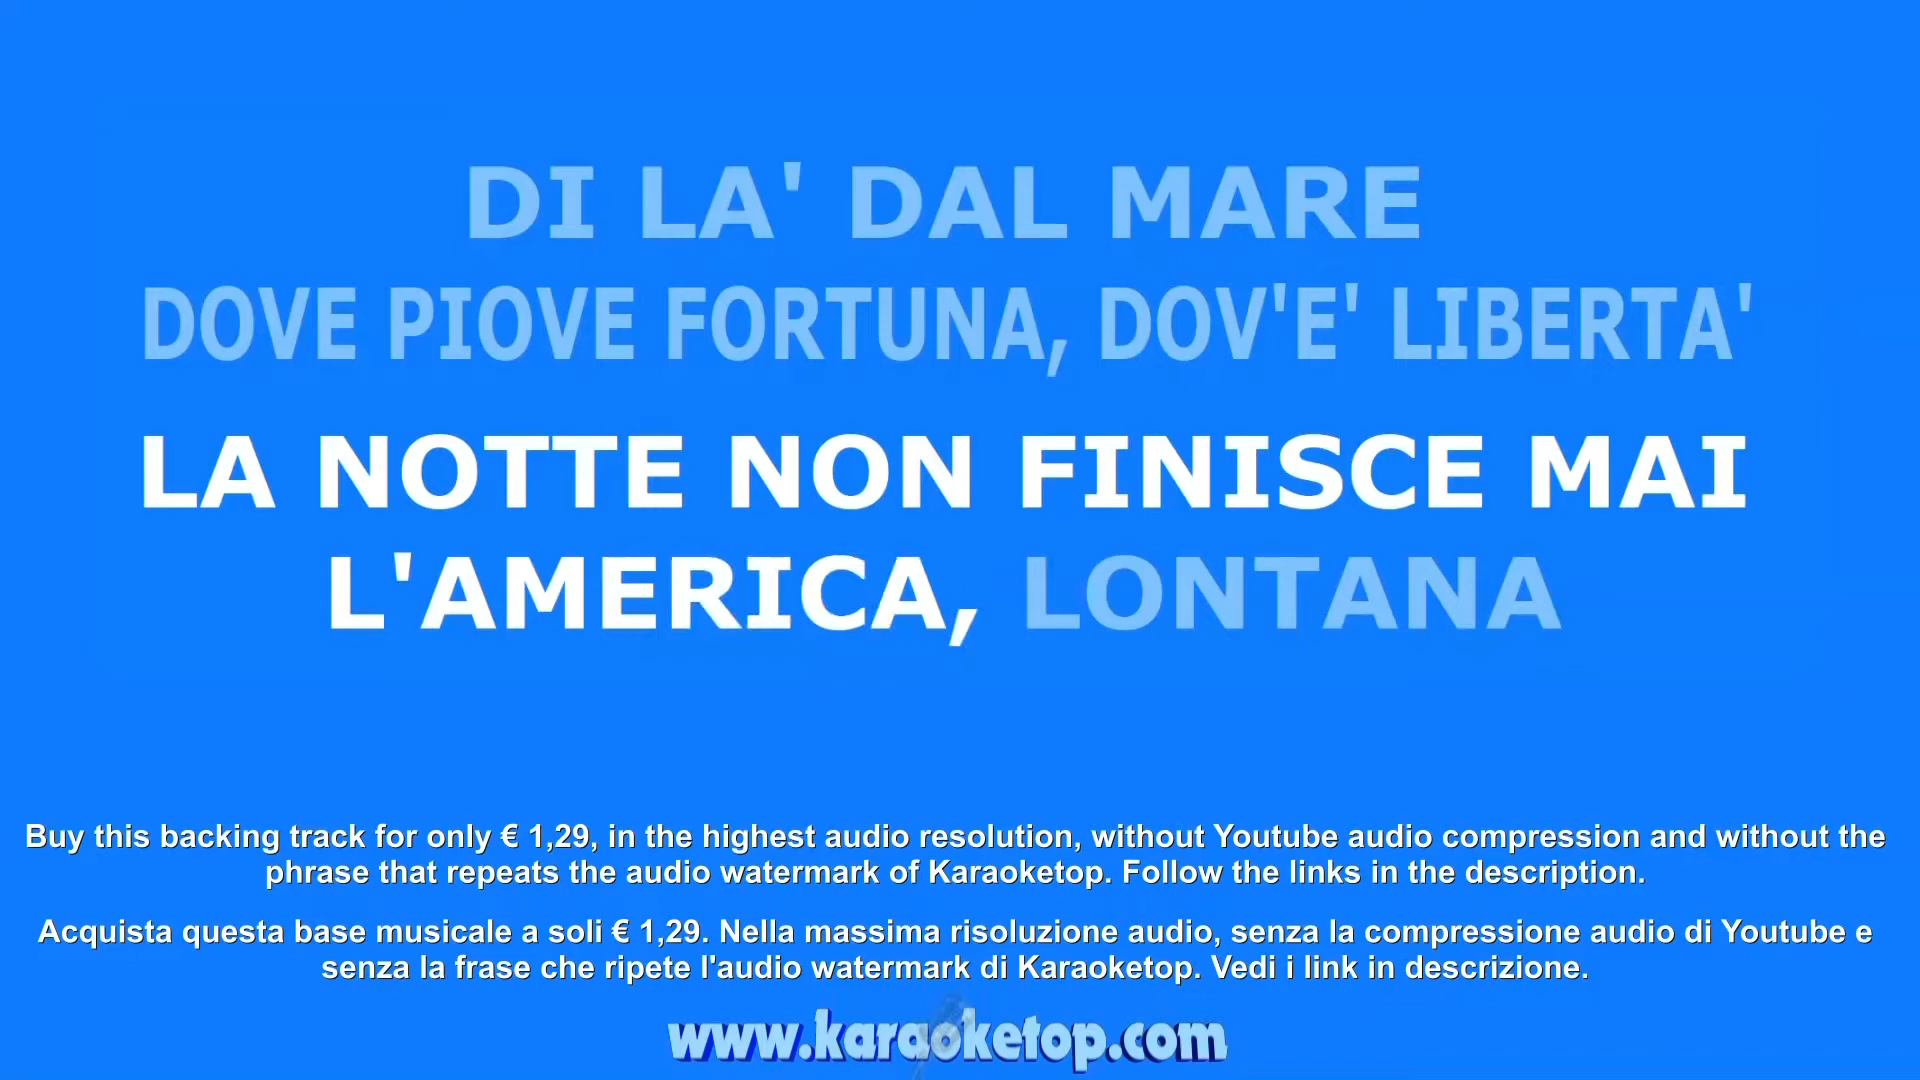 DI LA' DAL MARE
DOVE PIOVE FORTUNA, DOV'E' LIBERTA'
LA NOTTE NON FINISCE MAI
L'AMERICA, LONTANA
Buy this backing track for only € 1,29, in the highest audio resolution, without Youtube audio compression and without the
phrase that repeats the audio watermark of Karaoketop. Follow the links in the description.
Acquista questa base musicale a soli € 1,29. Nella massima risoluzione audio, senza la compressione audio di Youtube e
senza la frase che ripete l'audio watermark di Karaoketop. Vedi i link in descrizione.
www.karaoketop.com